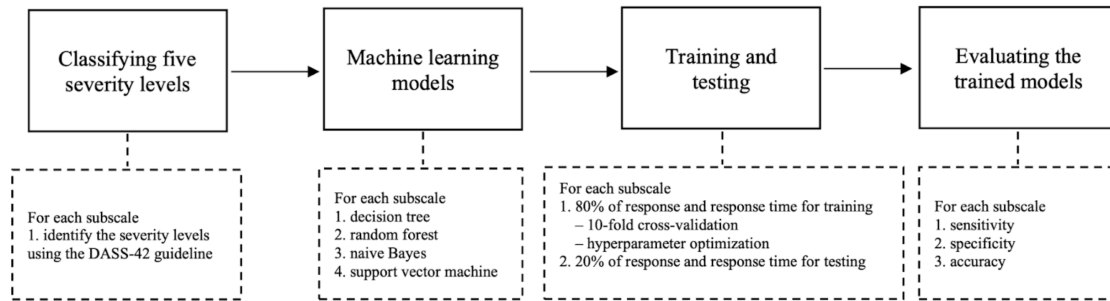 Classifying five
severity levels
Machine learning
models
Training and
testing
Evaluating the
trained models
For each subscale
1. identify the severity levels
using the DASS-42 guideline
For each subscale
1. decision tree
2. random forest
3. naive Bayes
4. support vector machine
For each subscale
1. 80% of response and response time for training
– 10-fold cross-validation
– hyperparameter optimization
2. 20% of response and response time for testing
For each subscale
1. sensitivity
2. specificity
3. accuracy